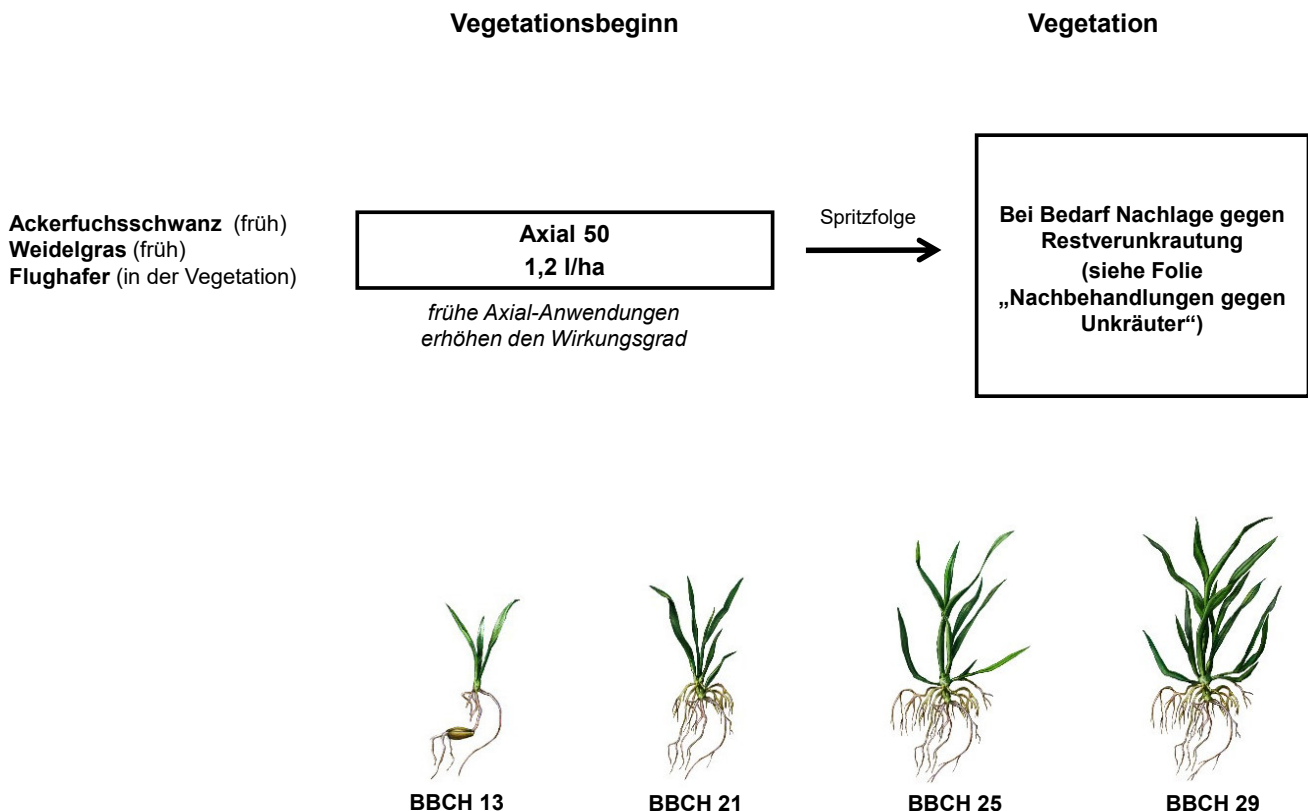 Vegetationsbeginn
Vegetation
Ackerfuchsschwanz (früh)
Weidelgras (früh)
Flughafer (in der Vegetation)
Axial 50
1,2 l/ha
frühe Axial-Anwendungen
erhöhen den Wirkungsgrad
Spritzfolge
Bei Bedarf Nachlage gegen
Restverunkrautung
(siehe Folie
„Nachbehandlungen gegen
Unkräuter“)
BBCH 13
BBCH 21
BBCH 25
BBCH 29